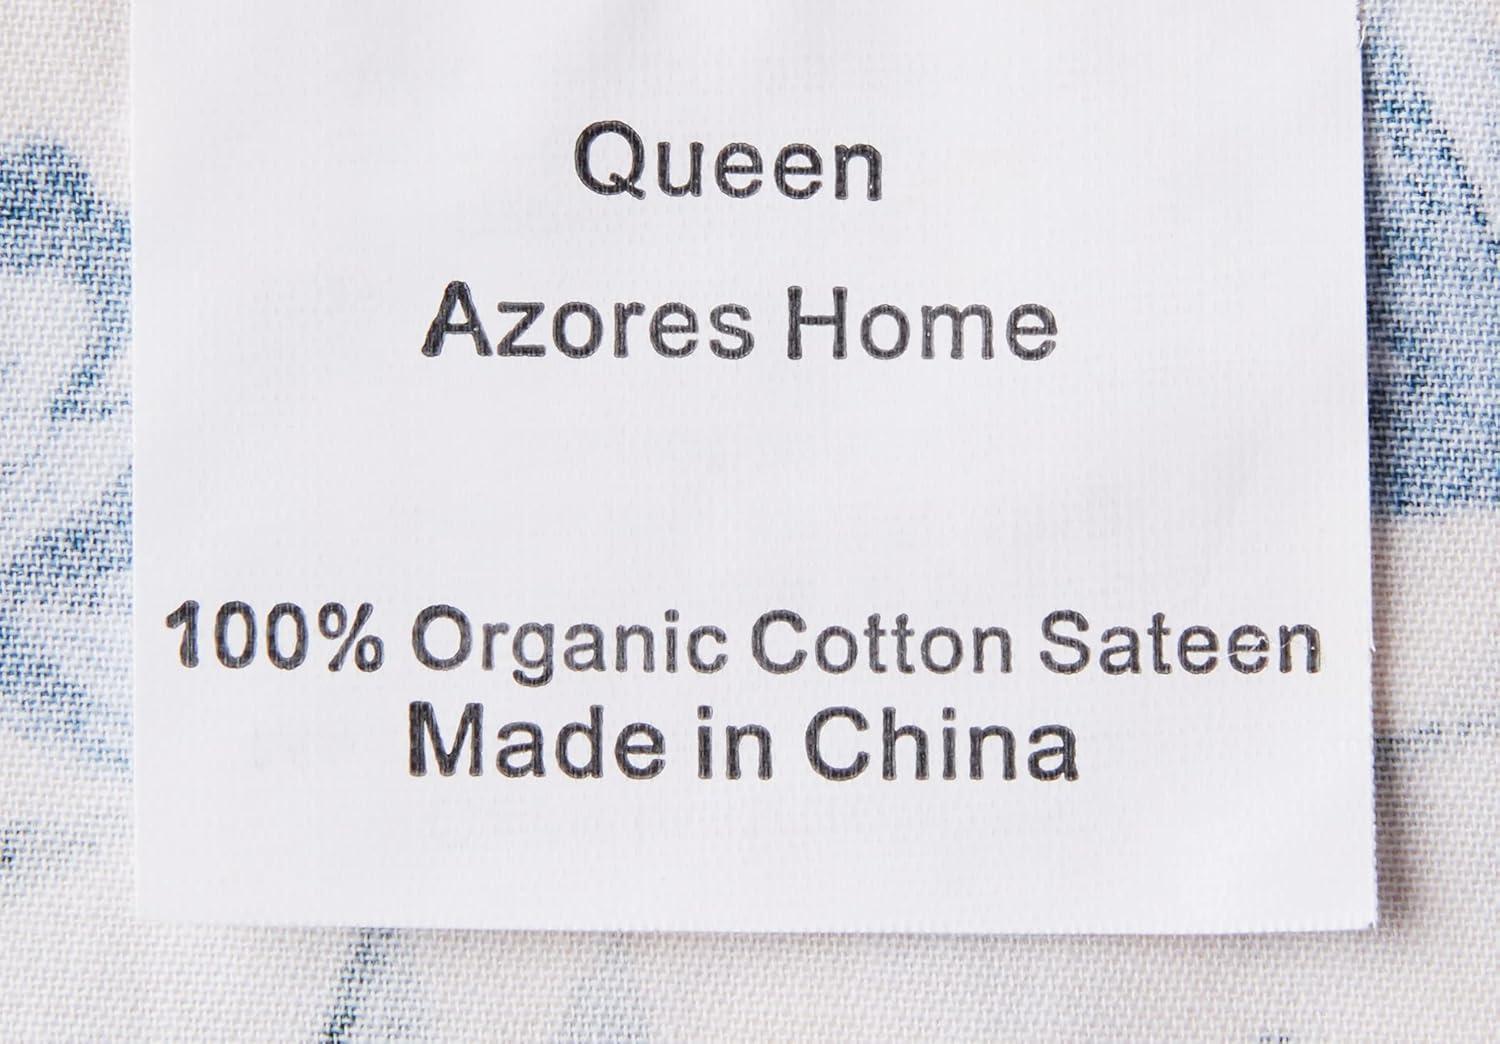 Queen
Azores Home
100% Organic Cotton Sateen
Made in China